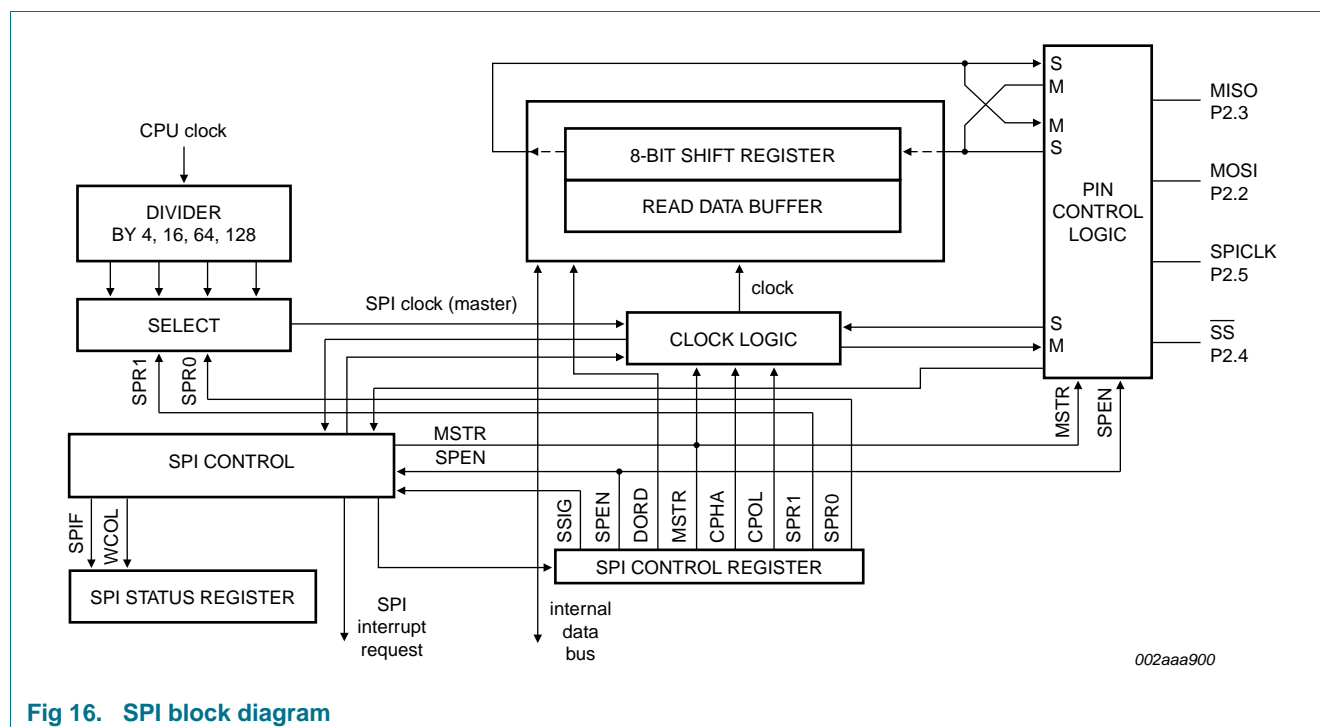 CPU clock
DIVIDER
BY 4, 16, 64, 128
SELECT
SPR1
SPR0
SPI clock (master)
8-BIT SHIFT REGISTER
READ DATA BUFFER
clock
CLOCK LOGIC
S
M
M
S
PIN
CONTROL
LOGIC
S
M
MISO
P2.3
MOSI
P2.2
SPICLK
P2.5
SS
P2.4
MSTR
SPEN
SPI CONTROL
MSTR
SPEN
SPIF
WCOL
SPI STATUS REGISTER
SPI
interrupt
request
SSIG
SPEN
DORD
MSTR
CPHA
CPOL
SPR1
SPR0
SPI CONTROL REGISTER
internal
data
bus
002aaa900
Fig 16. SPI block diagram